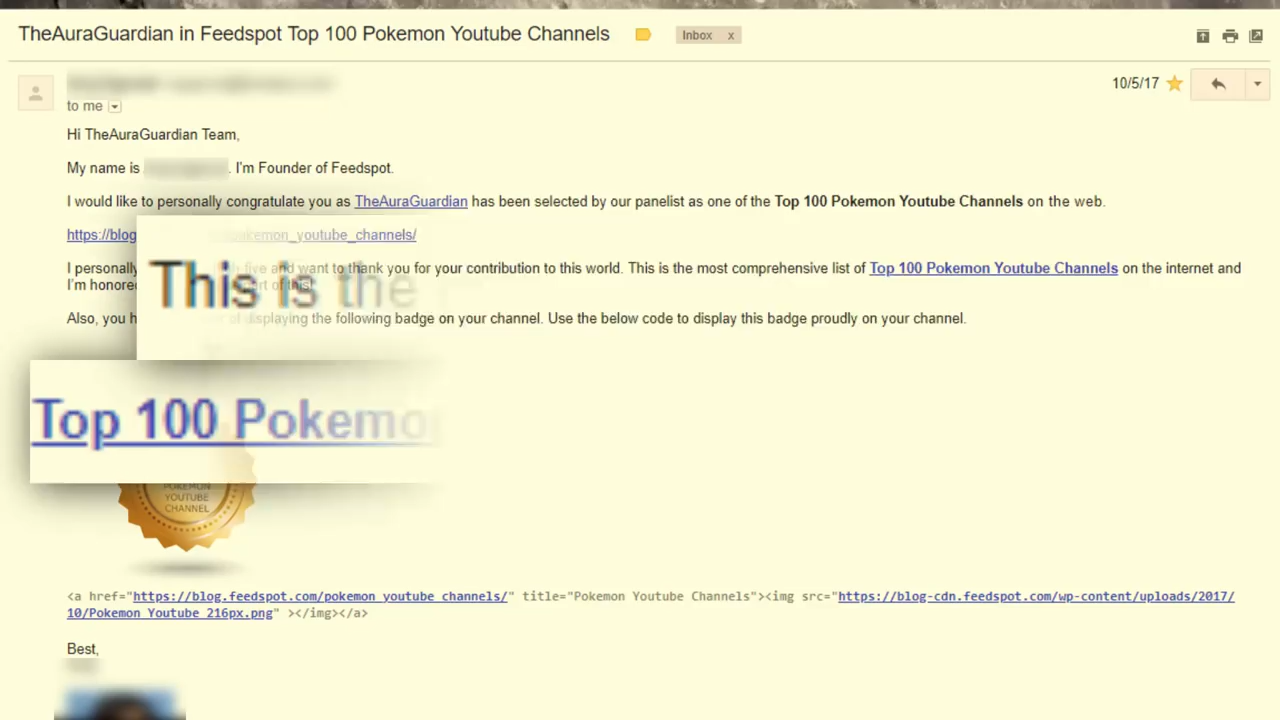 TheAuraGuardian in Feedspot Top 100 Pokemon Youtube Channels
Inbox x
10/5/17
to me
Hi TheAuraGuardian Team,
My name is . I'm Founder of Feedspot.
I would like to personally congratulate you as TheAuraGuardian has been selected by our panelist as one of the Top 100 Pokemon Youtube Channels on the web.
https://blog pokemon_youtube_channels/
I personally five and want to thank you for your contribution to this world. This is the most comprehensive list of Top 100 Pokemon Youtube Channels on the internet and
I'm honored part of this!
This is the
Also, you h of displaying the following badge on your channel. Use the below code to display this badge proudly on your channel.
Top 100 Pokemo
POKEMON
YOUTUBE
CHANNEL
<a href="https://blog.feedspot.com/pokemon_youtube_channels/" title="Pokemon Youtube Channels"><img src="https://blog-cdn.feedspot.com/wp-content/uploads/2017/
10/Pokemon_Youtube_216px.png" ></img></a>
Best,